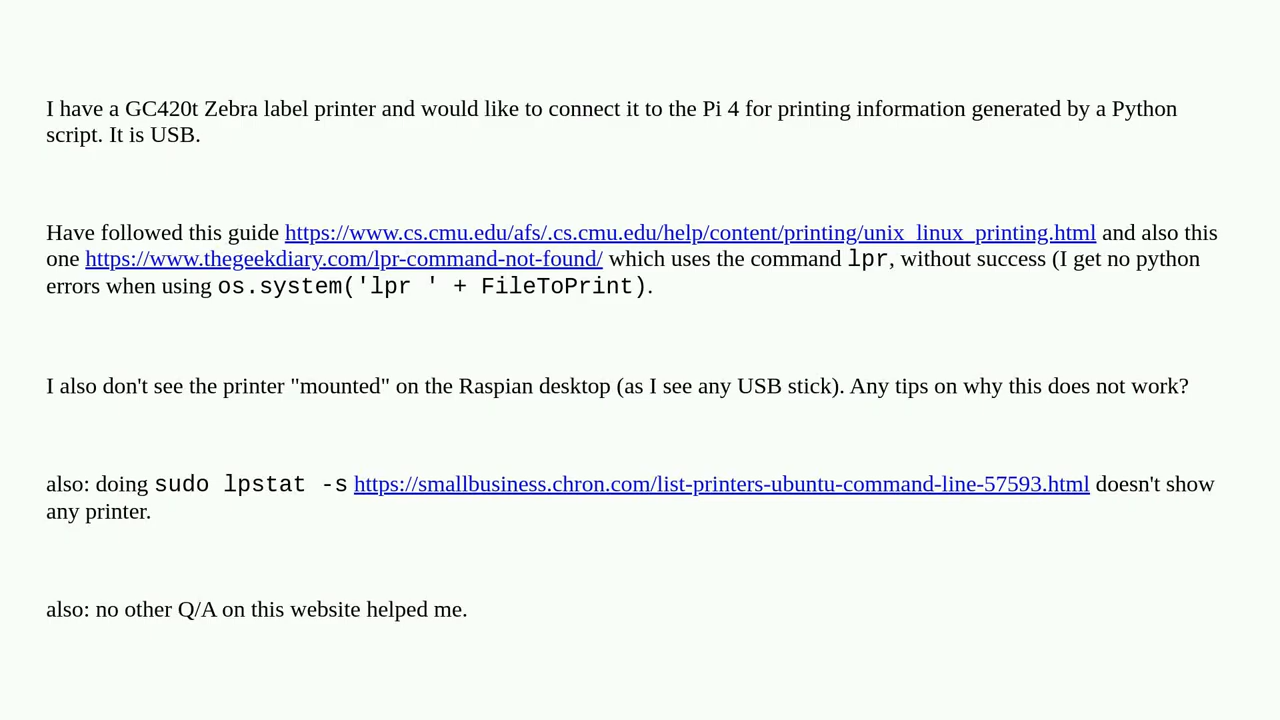 I have a GC420t Zebra label printer and would like to connect it to the Pi 4 for printing information generated by a Python
script. It is USB.
Have followed this guide https://www.cs.cmu.edu/afs/.cs.cmu.edu/help/content/printing/unix_linux_printing.html and also this
one https://www.thegeekdiary.com/lpr-command-not-found/ which uses the command lpr, without success (I get no python
errors when using os.system('lpr ' + FileToPrint).
I also don't see the printer "mounted" on the Raspian desktop (as I see any USB stick). Any tips on why this does not work?
also: doing sudo lpstat -s https://smallbusiness.chron.com/list-printers-ubuntu-command-line-57593.html doesn't show
any printer.
also: no other Q/A on this website helped me.